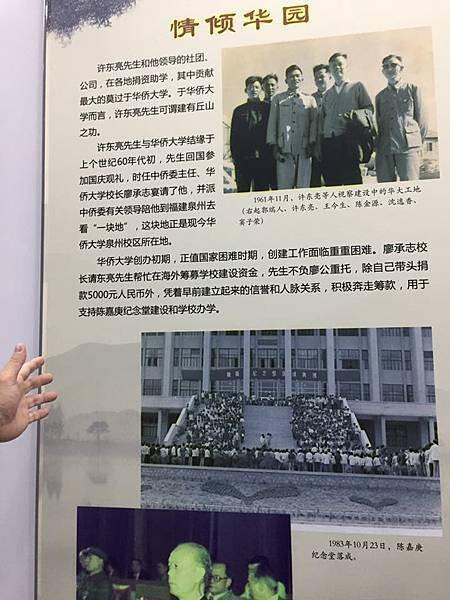 情倾华园
许东亮先生和他领导的社团、
公司，在各地捐资助学，其中贡献
最大的莫过于华侨大学。于华侨大
学而言，许东亮先生可谓建有丘山
之功。
许东亮先生与华侨大学结缘于
上个世纪60年代初，先生回国参
加国庆观礼，时任中侨委主任、华
侨大学校长廖承志宴请了他，并派
中侨委有关领导陪他到福建泉州去
看“一块地”，这块地正是现今华
侨大学泉州校区所在地。
1961年11月，许东亮等人视察建设中的华大工地
（右起郭瑞人、许东亮、王今生、陈金源、沈逸香、
寅子荣）
华侨大学创办初期，正值国家困难时期，创建工作面临重重困难。廖承志校
长请东亮先生帮忙在海外筹募学校建设资金，先生不负廖公重托，除自己带头捐
款5000元人民币外，凭着早前建立起来的信誉和人脉关系，积极奔走筹款，用于
支持陈嘉庚纪念堂建设和学校办学。
1983年10月23日，陈嘉庚
纪念堂落成。